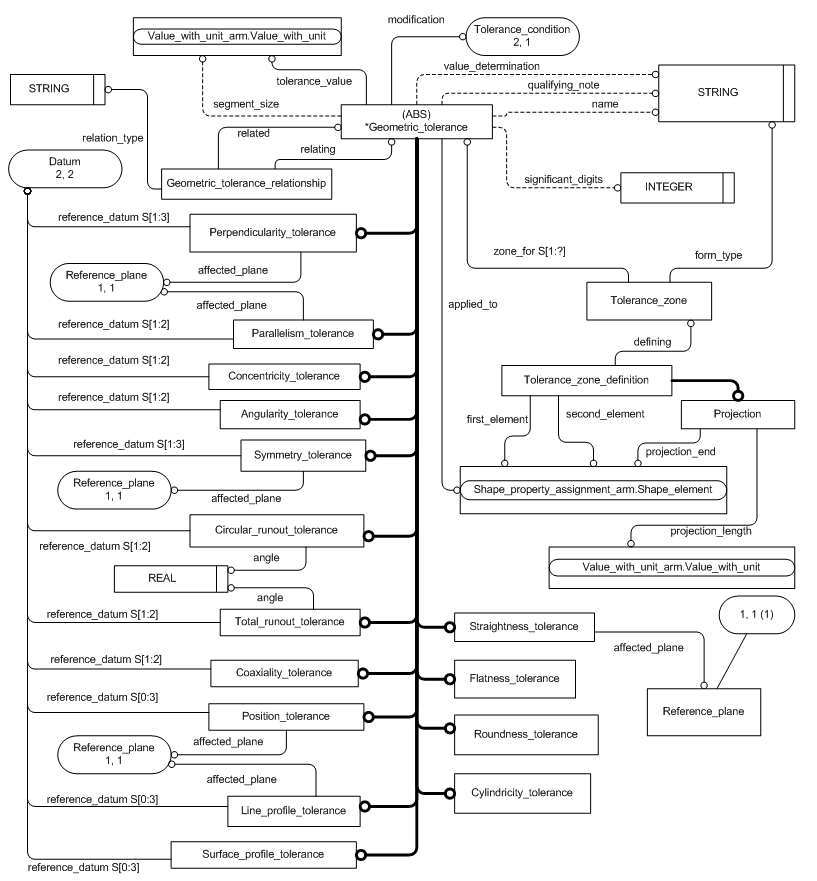 modification
Value_with_unit_arm.Value_with_unit
Tolerance_condition
2, 1
value_determination
tolerance_value
qualifying_note
STRING
STRING
segment_size
name
(ABS)
*Geometric_tolerance
relation_type
related
relating
Datum
2, 2
Geometric_tolerance_relationship
significant_digits
INTEGER
reference_datum S[1:3]
Perpendicularity_tolerance
zone_for S[1:?]
form_type
affected_plane
Reference_plane
1, 1
affected_plane
applied_to
Tolerance_zone
reference_datum S[1:2]
Parallelism_tolerance
defining
reference_datum S[1:2]
Concentricity_tolerance
Tolerance_zone_definition
reference_datum S[1:2]
Angularity_tolerance
first_element
second_element
Projection
reference_datum S[1:3]
Symmetry_tolerance
projection_end
Reference_plane
1, 1
affected_plane
Shape_property_assignment_arm.Shape_element
Circular_runout_tolerance
projection_length
reference_datum S[1:2]
angle
Value_with_unit_arm.Value_with_unit
REAL
angle
reference_datum S[1:2]
Total_runout_tolerance
Straightness_tolerance
1, 1 (1)
affected_plane
reference_datum S[1:2]
Coaxiality_tolerance
Flatness_tolerance
reference_datum S[0:3]
Position_tolerance
Reference_plane
Roundness_tolerance
affected_plane
Reference_plane
1, 1
affected_plane
Cylindricity_tolerance
reference_datum S[0:3]
Line_profile_tolerance
Surface_profile_tolerance
reference_datum S[0:3]